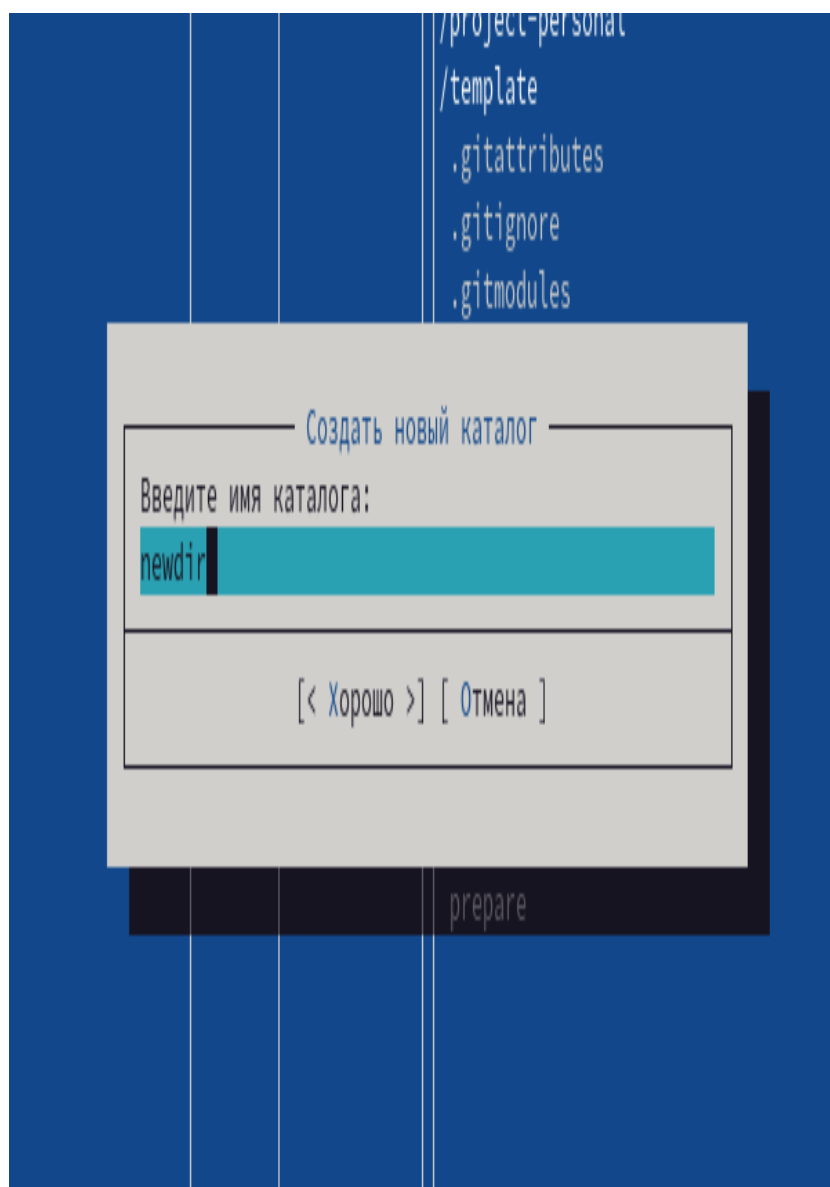 /project-personal
/template
.gitattributes
.gitignore
.gitmodules
Создать новый каталог
Введите имя каталога:
newdir
[< Хорошо >] [ Отмена ]
prepare